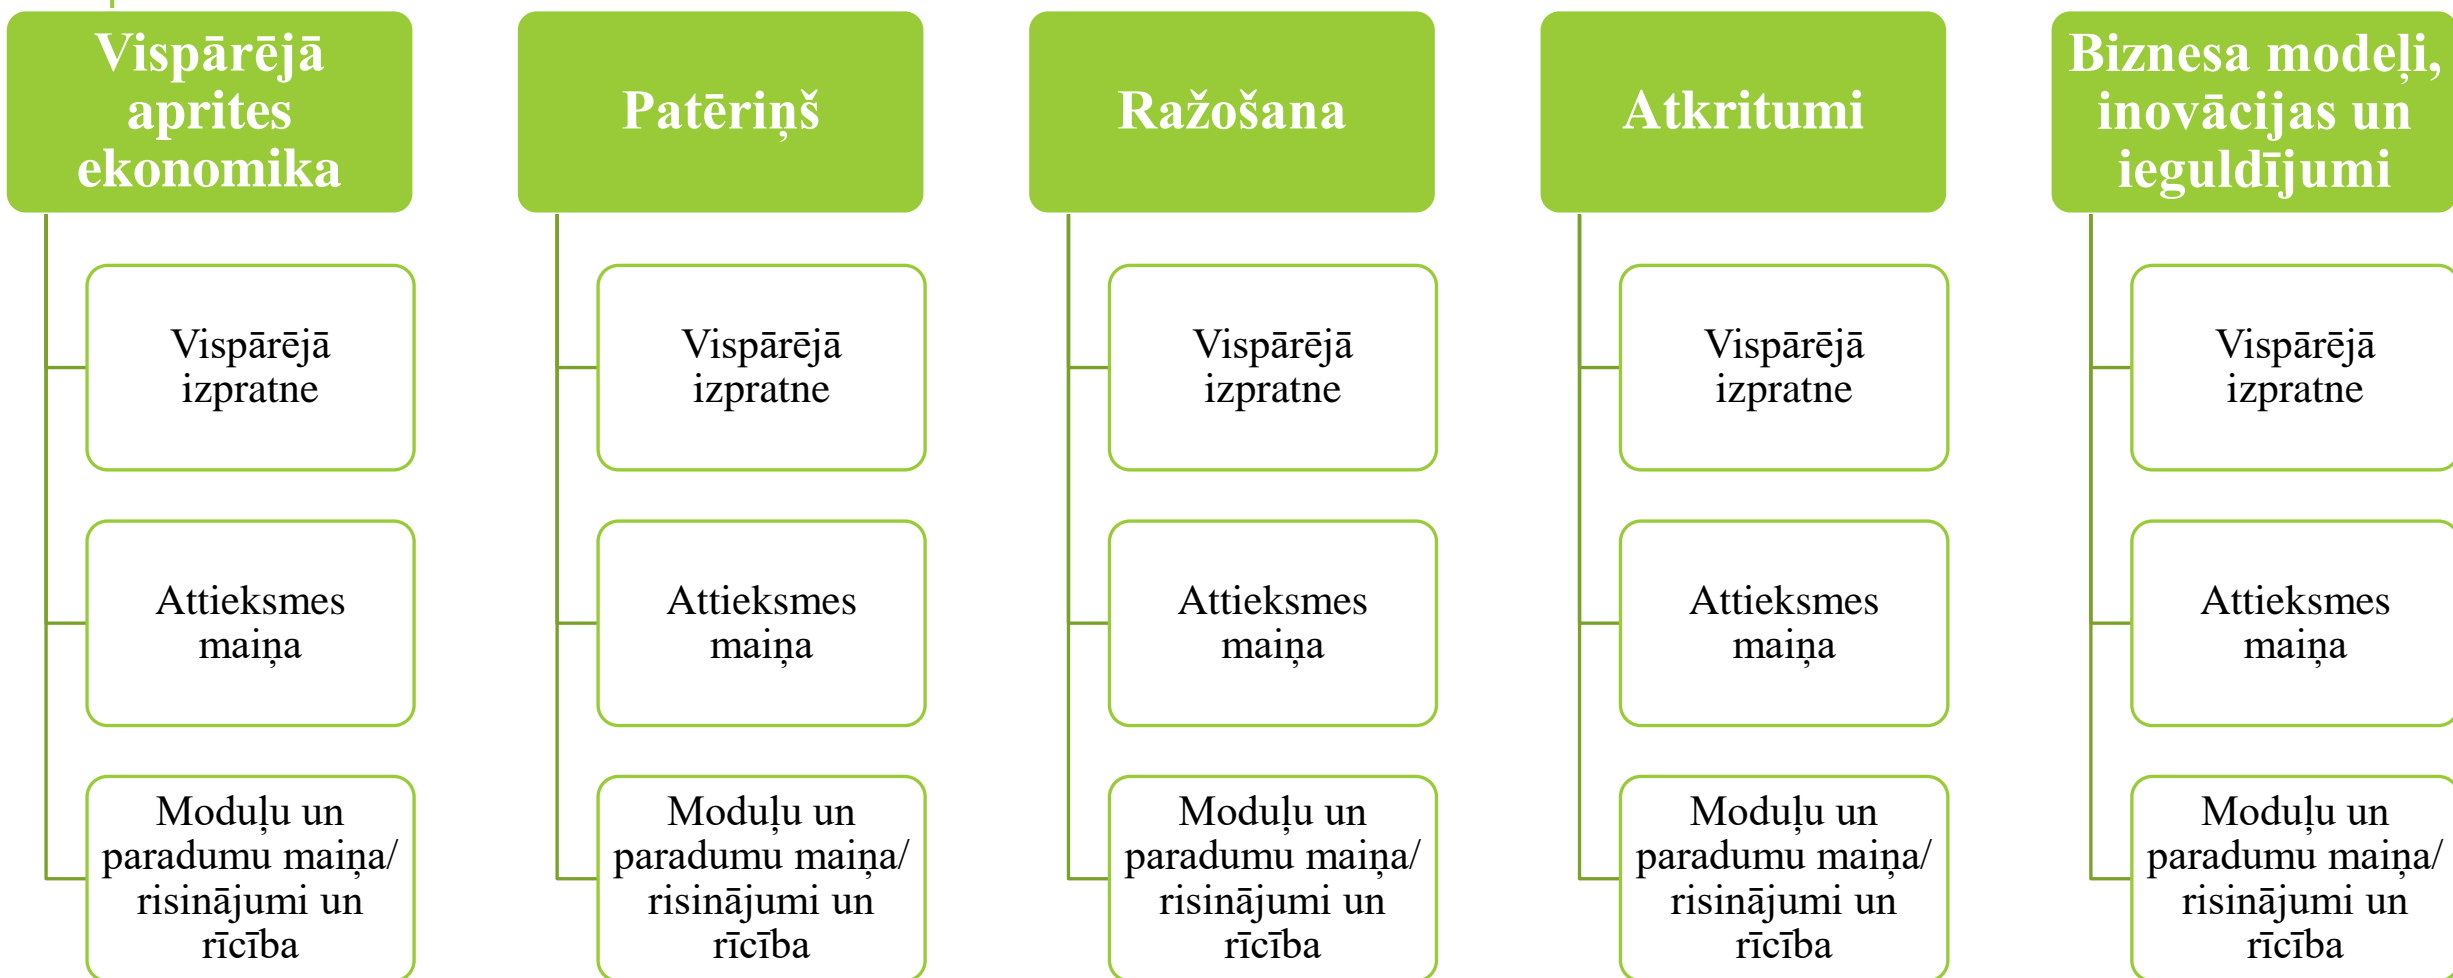 Vispārējā
aprites
ekonomika
Vispārējā
izpratne
Attieksmes
maiņa
Moduļu un
paradumu maiņa/
risinājumi un
rīcība
Patēriņš
Vispārējā
izpratne
Attieksmes
maiņa
Moduļu un
paradumu maiņa/
risinājumi un
rīcība
Ražošana
Vispārējā
izpratne
Attieksmes
maiņa
Moduļu un
paradumu maiņa/
risinājumi un
rīcība
Atkritumi
Vispārējā
izpratne
Attieksmes
maiņa
Moduļu un
paradumu maiņa/
risinājumi un
rīcība
Biznesa modeļi,
inovācijas un
ieguldījumi
Vispārējā
izpratne
Attieksmes
maiņa
Moduļu un
paradumu maiņa/
risinājumi un
rīcība